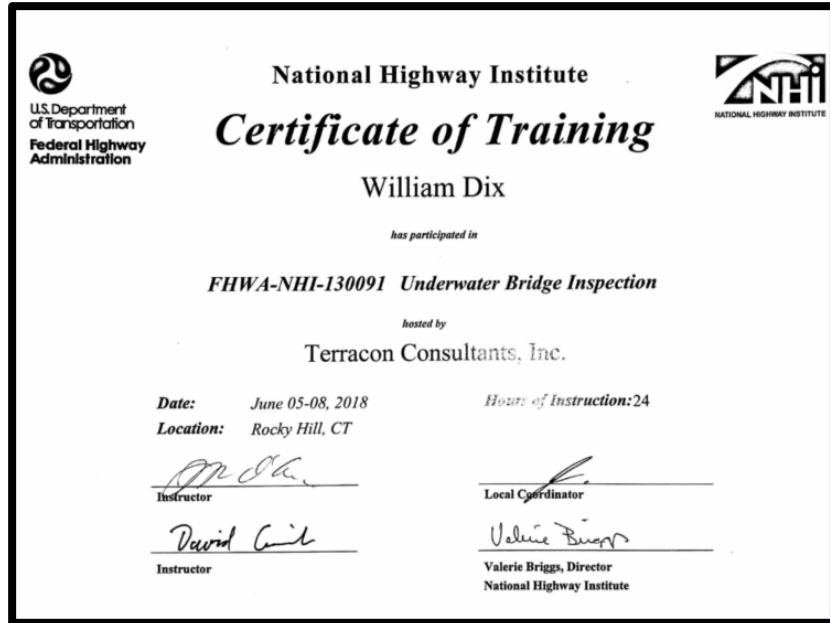 National Highway Institute
U.S. Department
of Transportation
Federal Highway
Administration
NHi
NATIONAL HIGHWAY INSTITUTE
Certificate of Training
William Dix
has participated in
FHWA-NHI-130091 Underwater Bridge Inspection
hosted by
Terracon Consultants, Inc.
Date: June 05-08, 2018
Hours of Instruction:24
Location: Rocky Hill, CT
Instructor
Local Coordinator
David
Valerie Briggs
Instructor
Valerie Briggs, Director
National Highway Institute